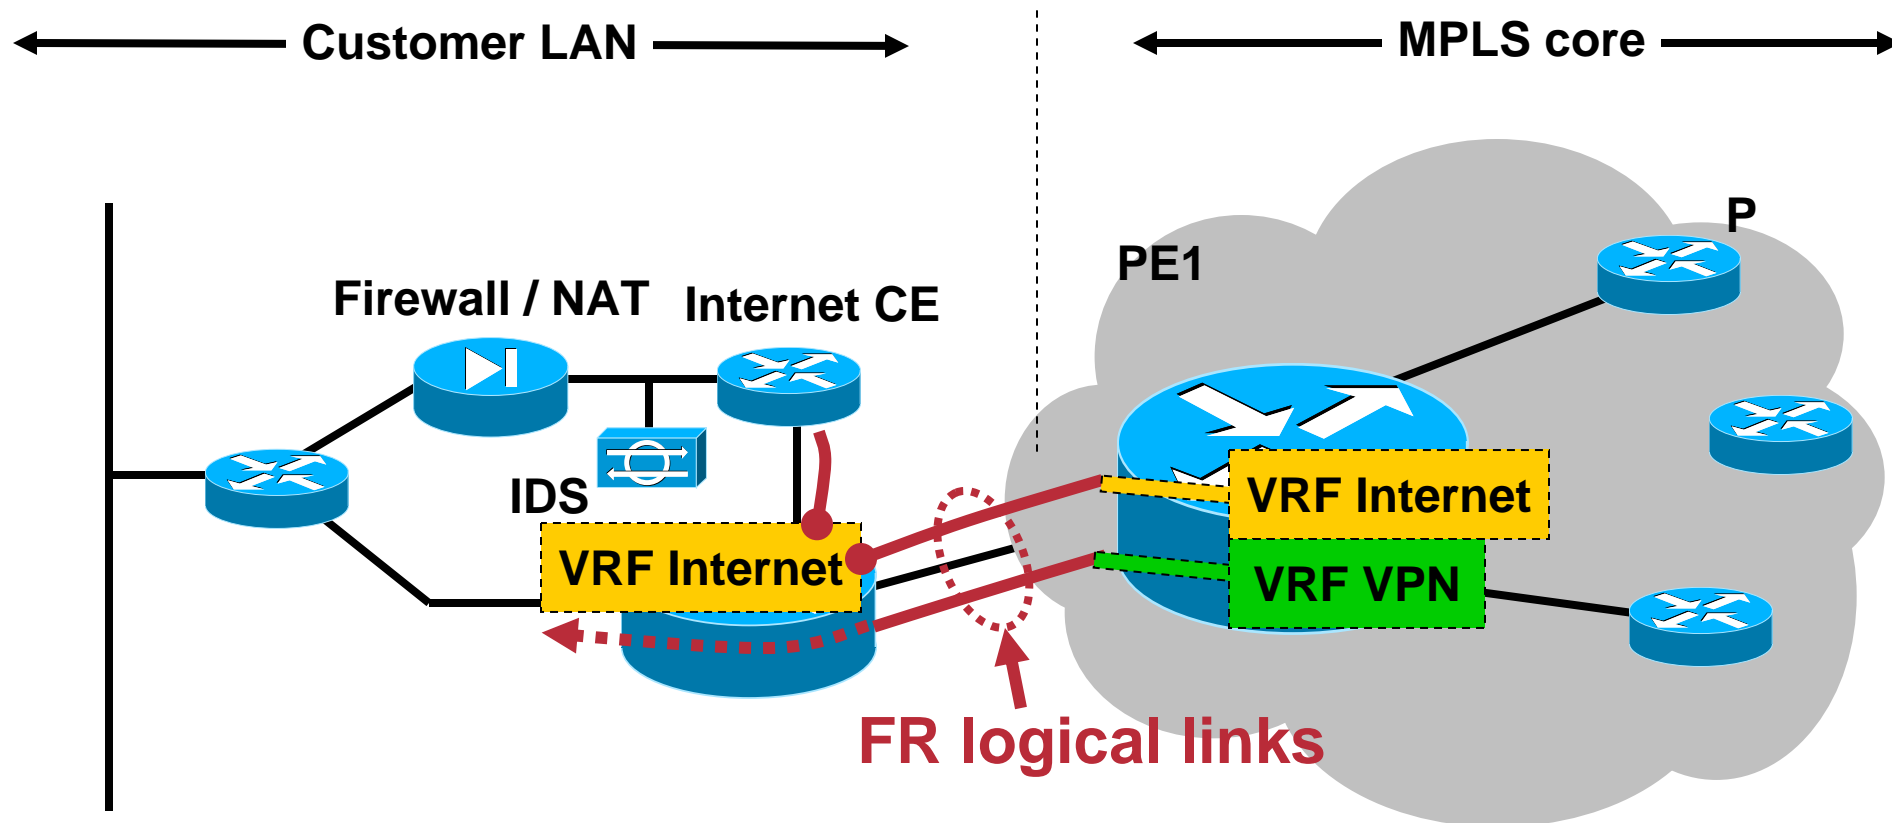 Customer LAN
MPLS core
P
PE1
Firewall / NAT
Internet CE
IDS
VRF Internet
VRF Internet
VRF VPN
FR logical links